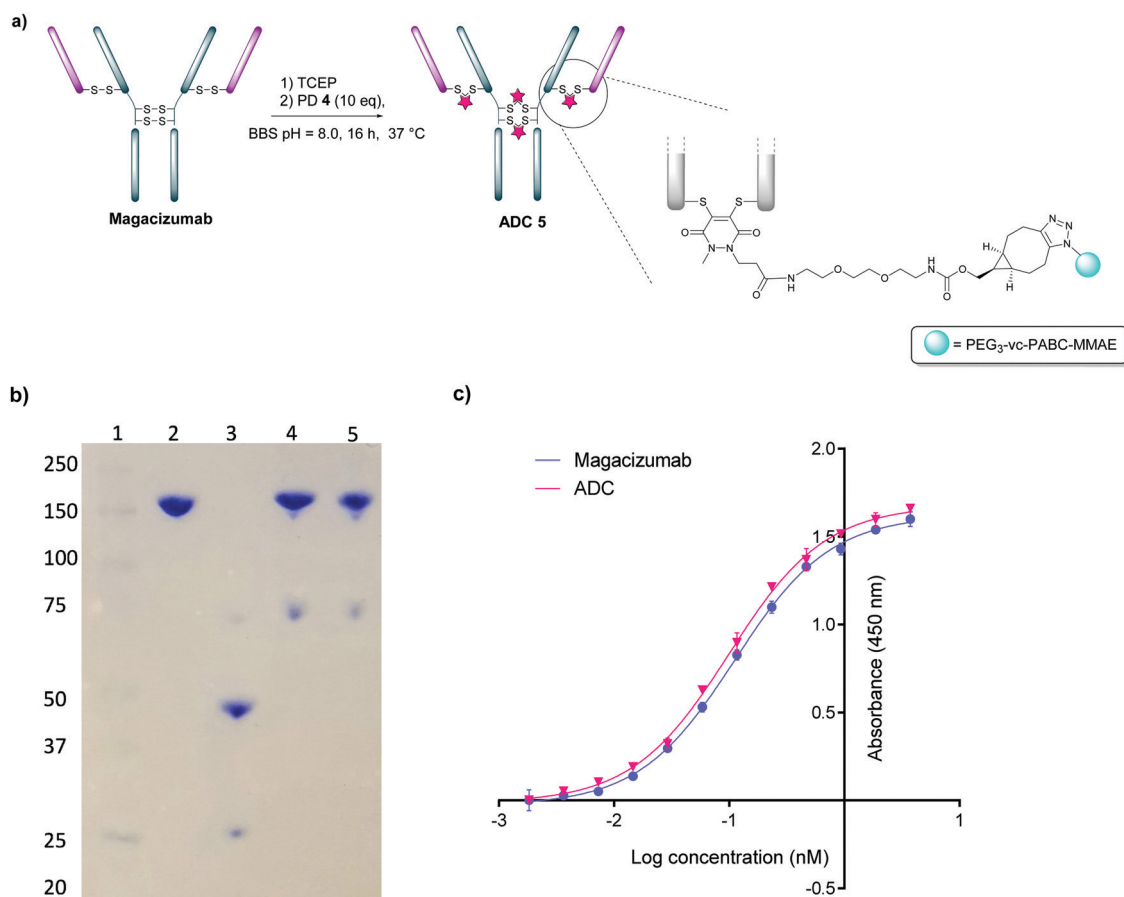 a)
S–S
S–S
S–S
S–S
Magacizumab
1) TCEP
2) PD 4 (10 eq),
BBS pH = 8.0, 16 h, 37 °C
S S
S S
S S
S S
ADC 5
S
S
O
O
N
N
O
N
H
O
O
H
N
O
O
H
H
N
N
N
= PEG3-vc-PABC-MMAE
b)
1 2 3 4 5
250
150
100
75
50
37
25
20
c)
Magacizumab
ADC
2.0
1.5
1.0
0.5
-0.5
Absorbance (450 nm)
-3 -2 -1 1
Log concentration (nM)